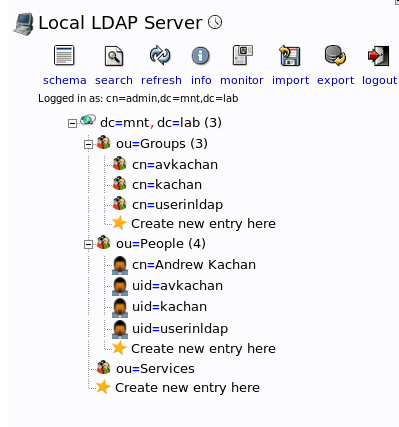 Local LDAP Server
schema search refresh info monitor import export logout
Logged in as: cn=admin,dc=mnt,dc=lab
dc=mnt,dc=lab (3)
ou=Groups (3)
cn=avkachan
cn=kachan
cn=userinldap
Create new entry here
ou=People (4)
cn=Andrew Kachan
uid=avkachan
uid=kachan
uid=userinldap
Create new entry here
ou=Services
Create new entry here